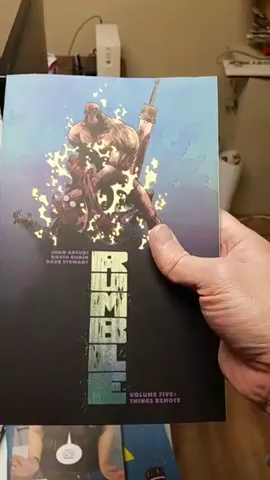 JOHN ARCUDI
DAVID RUBÍN
DAVE STEWART
RUMBLE
VOLUME FIVE:
THINGS REMOTE